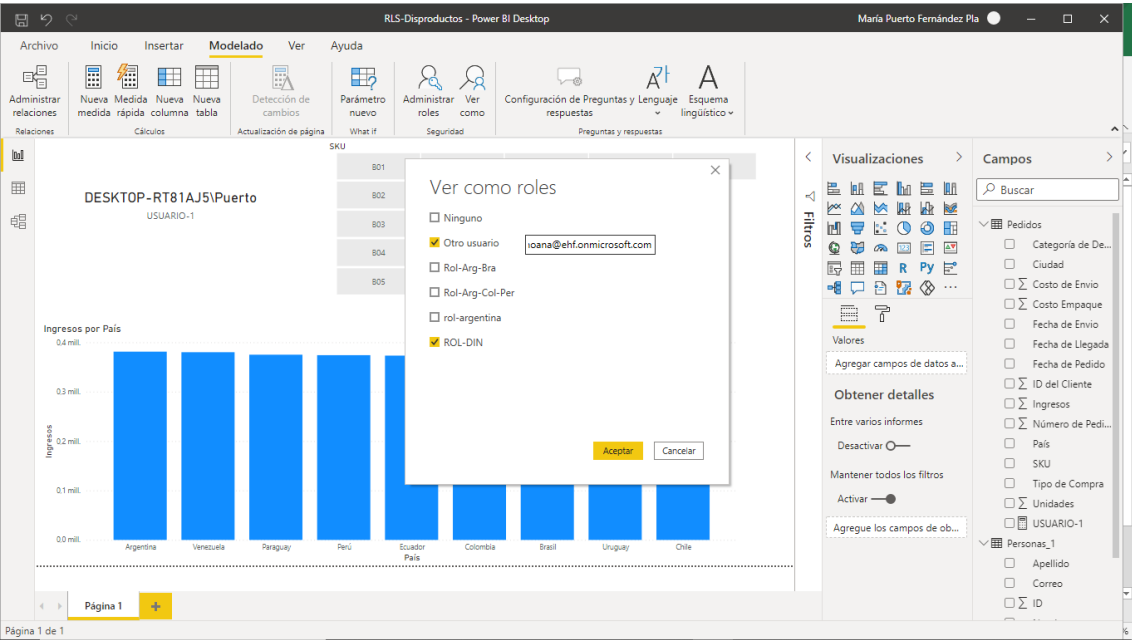 RLS-Disproductos - Power BI Desktop
María Puerto Fernández Pla
Archivo Inicio Insertar Modelado Ver Ayuda
Administrar relaciones
Nueva medida
Medida rápida
Nueva columna
Nueva tabla
Detección de cambios
Parámetro nuevo
Administrar roles
Ver como
Configuración de Preguntas y respuestas
Lenguaje
Esquema lingüístico
Relaciones
Cálculos
Actualización de página
What if
Seguridad
Preguntas y respuestas
DESKTOP-RT81AJ5\Puerto
USUARIO-1
SKU
B01
B02
B03
B04
B05
Ver como roles
Ninguno
Otro usuario
oana@ehf.onmicrosoft.com
Rol-Arg-Bra
Rol-Arg-Col-Per
rol-argentina
ROL-DIN
Aceptar
Cancelar
Ingresos por País
0,4 mill.
0,3 mill.
0,2 mill.
0,1 mill.
0,0 mill.
Ingresos
Argentina Venezuela Paraguay Perú Ecuador Colombia Brasil Uruguay Chile
País
Filtros
Visualizaciones
R
Py
Valores
Agregar campos de datos a...
Obtener detalles
Entre varios informes
Desactivar
Mantener todos los filtros
Activar
Agregue los campos de ob...
Campos
Buscar
Pedidos
Categoría de De...
Ciudad
Costo de Envio
Costo Empaque
Fecha de Envio
Fecha de Llegada
Fecha de Pedido
ID del Cliente
Ingresos
Número de Pedi...
País
SKU
Tipo de Compra
Unidades
USUARIO-1
Personas_1
Apellido
Correo
ID
Página 1
Página 1 de 1